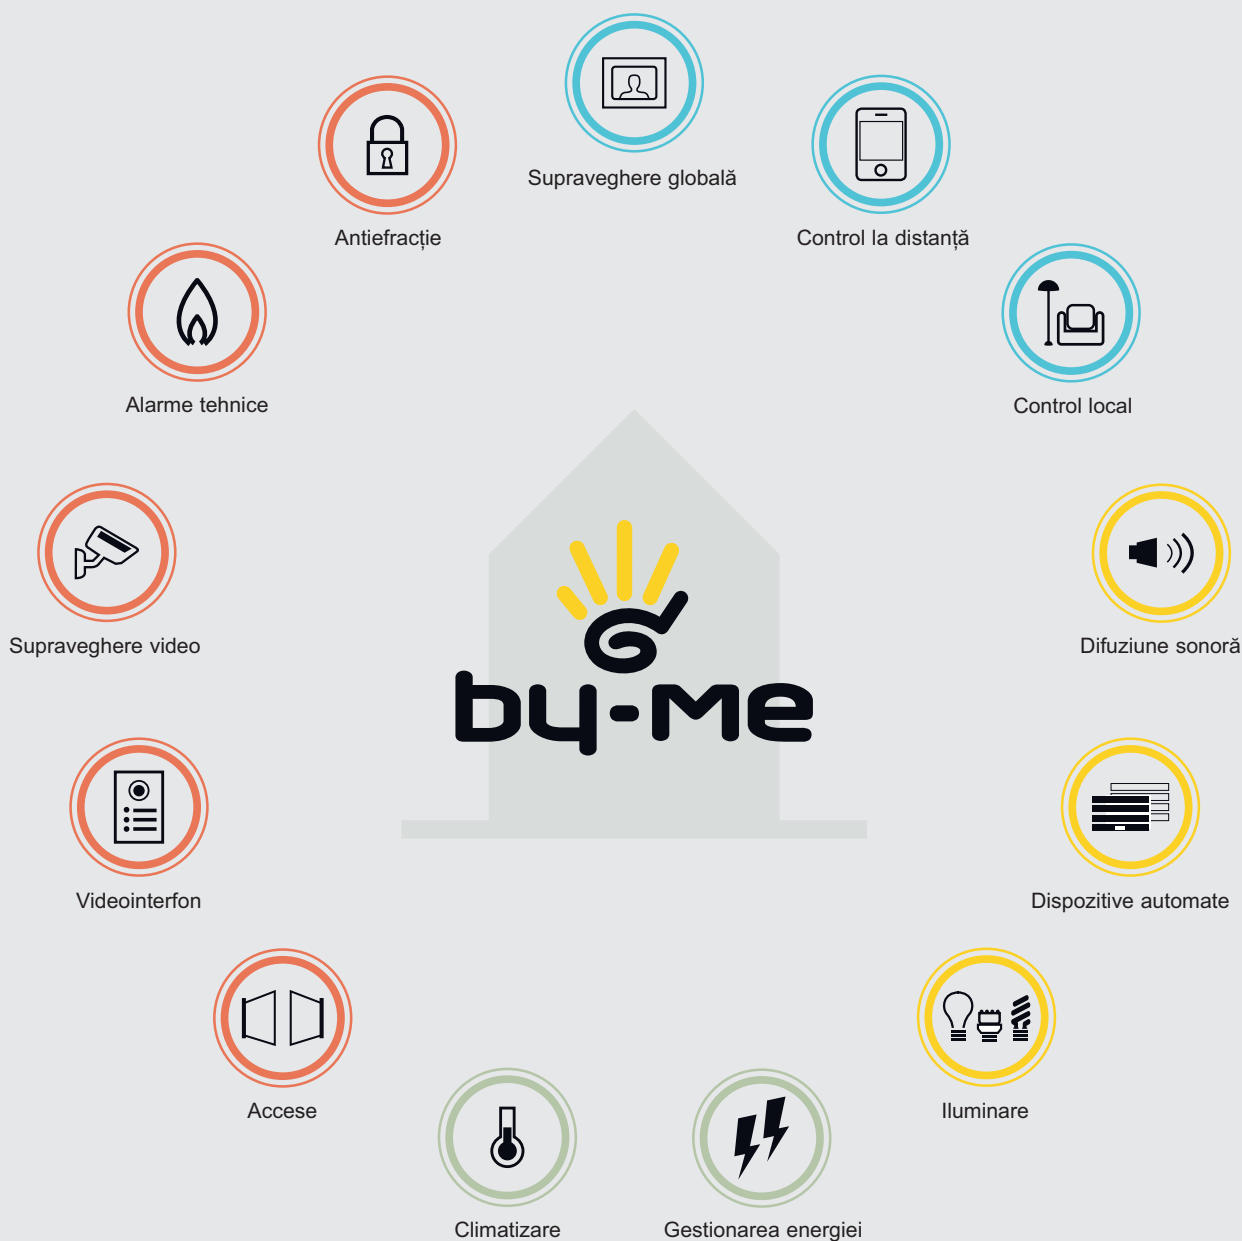 Supraveghere globală
Antiefracție
Control la distanță
Alarme tehnice
Control local
by-me
Supraveghere video
Difuziune sonoră
Videointerfon
Dispozitive automate
Accese
Iluminare
Climatizare
Gestionarea energiei